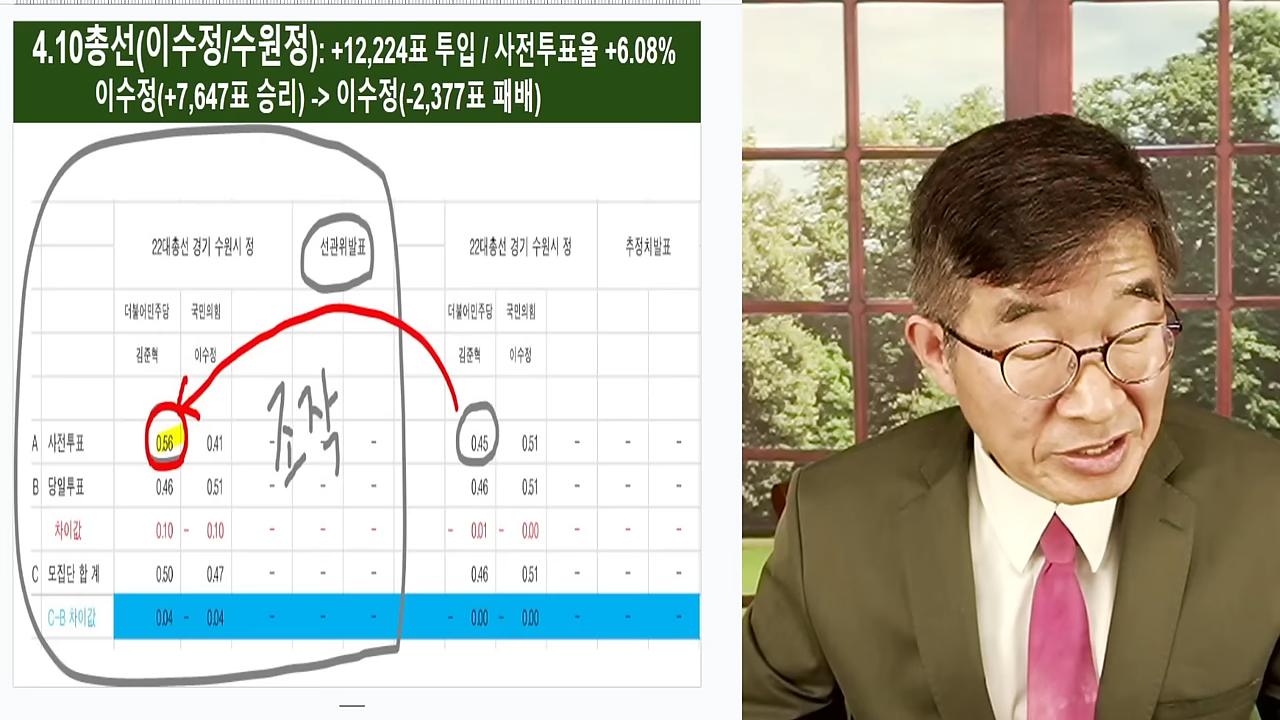 4.10총선(이수정/수원정): +12,224표 투입 / 사전투표율 +6.08%
이수정(+7,647표 승리) -> 이수정(-2,377표 패배)
22대총선 경기 수원시 정 선관위발표 22대총선 경기 수원시 정 추정치발표
더불어민주당 국민의힘 더불어민주당 국민의힘
김준혁 이수정 김준혁 이수정
조작
A 사전투표 0.56 0.41 - - - 0.45 0.51 - - -
B 당일투표 0.46 0.51 - - - 0.46 0.51 - - -
차이값 0.10 - 0.10 - - - - 0.01 - 0.00 - - -
C 모집단 합 계 0.50 0.47 - - - 0.46 0.51 - - -
C-B 차이값 0.04 - 0.04 - - - - 0.00 - 0.00 - - -